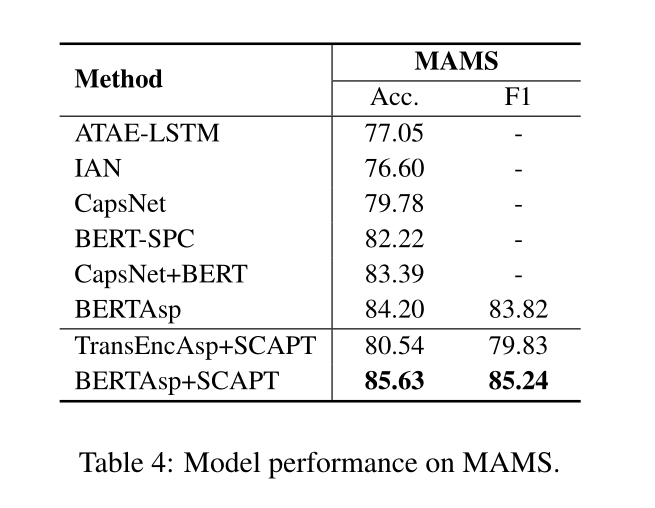 Method MAMS
Acc. F1
ATAE-LSTM 77.05 -
IAN 76.60 -
CapsNet 79.78 -
BERT-SPC 82.22 -
CapsNet+BERT 83.39 -
BERTAsp 84.20 83.82
TransEncAsp+SCAPT 80.54 79.83
BERTAsp+SCAPT 85.63 85.24
Table 4: Model performance on MAMS.